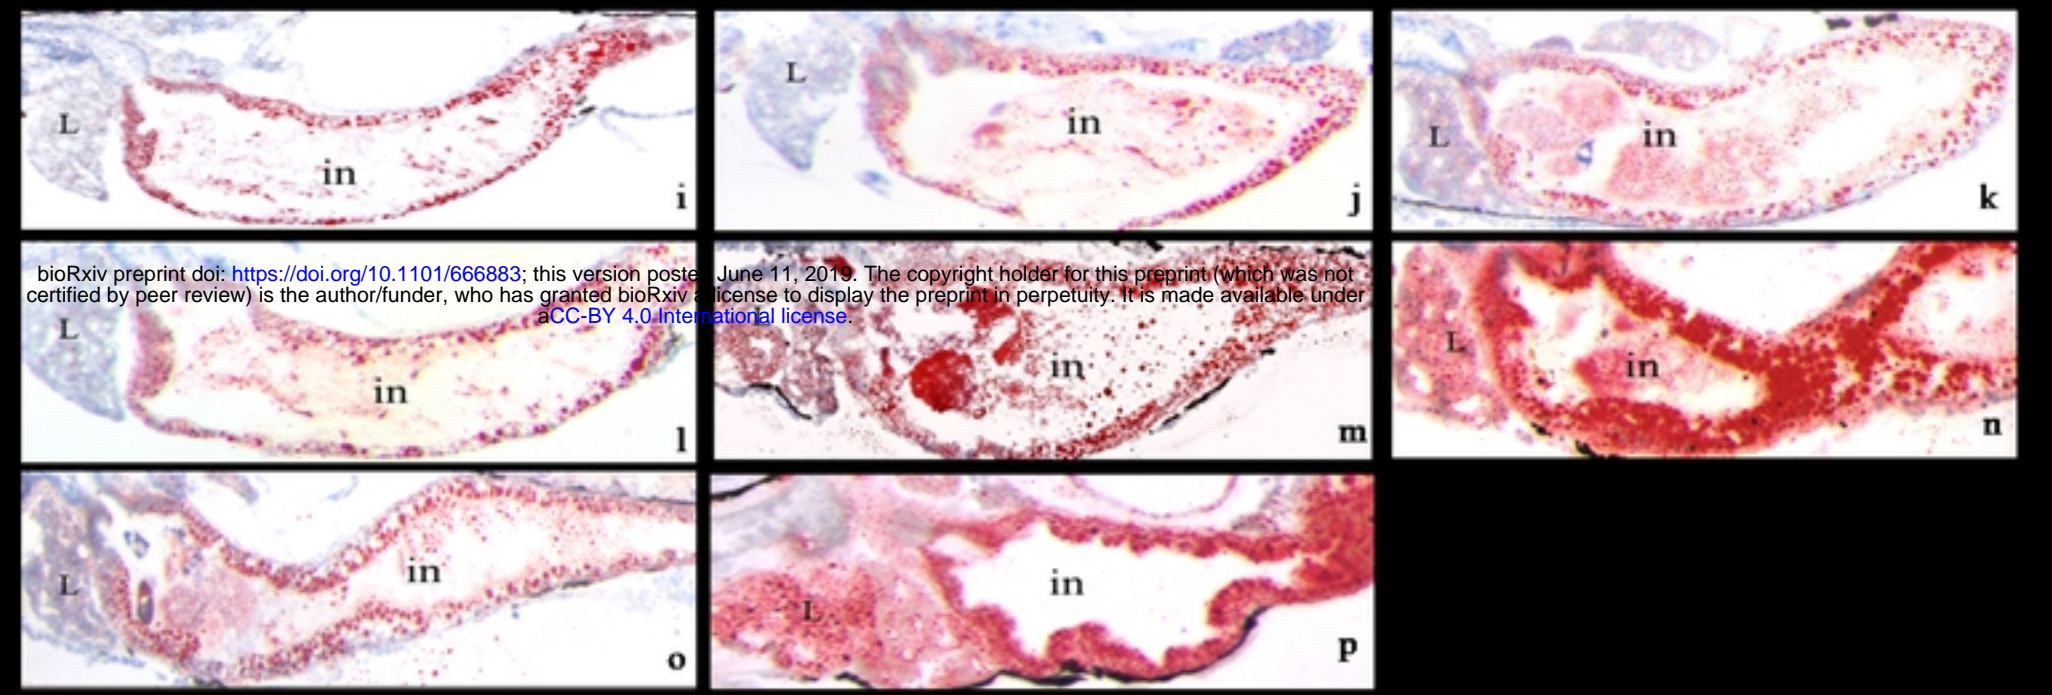 L
in
i
L
in
j
L
in
k
bioRxiv preprint doi: https://doi.org/10.1101/666883; this version poste June 11, 2019. The copyright holder for this preprint (which was not
certified by peer review) is the author/funder, who has granted bioRxiv a license to display the preprint in perpetuity. It is made available under
aCC-BY 4.0 International license.
L
in
l
in
m
L
in
n
L
in
o
L
in
p